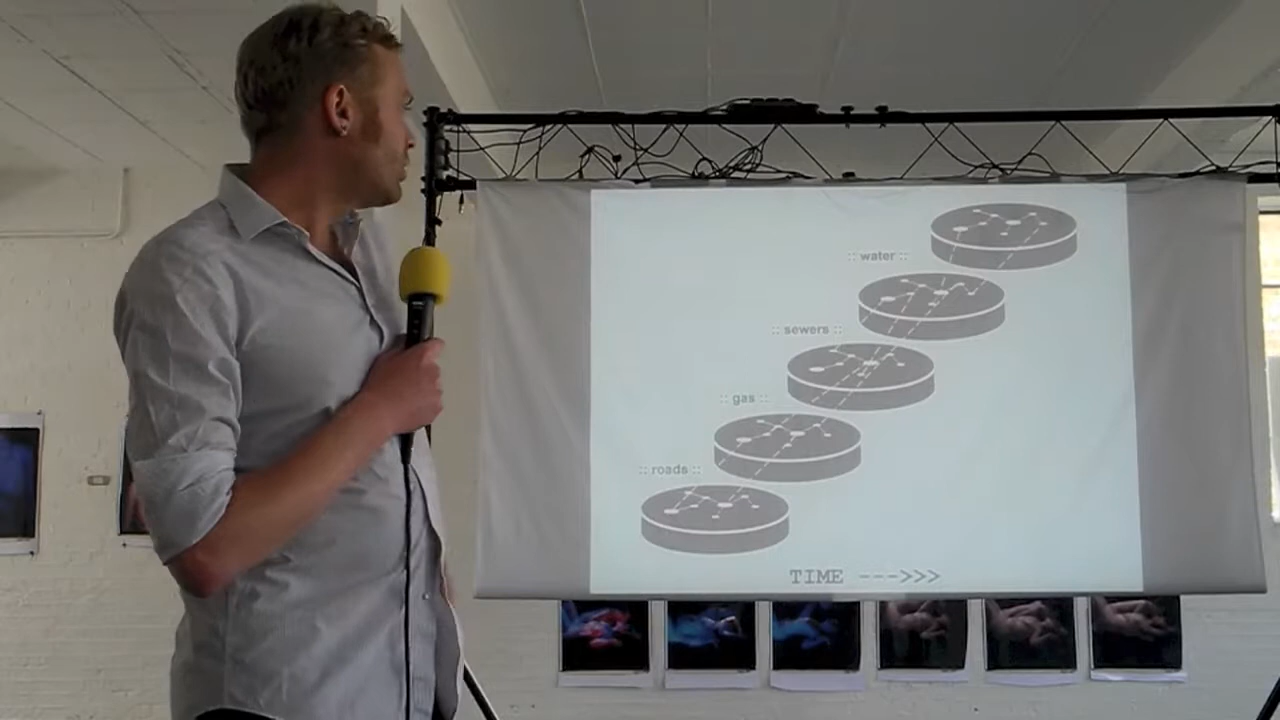 :: water ::
:: sewers ::
:: gas ::
:: roads ::
TIME --->>>